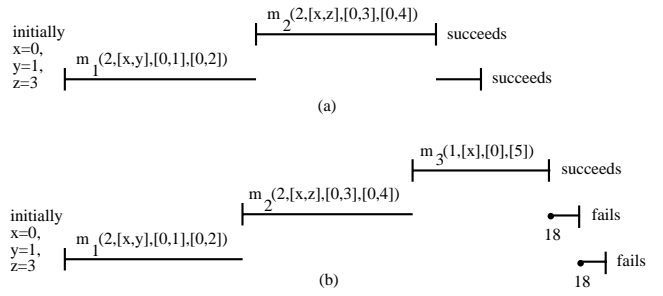 initially
x=0,
y=1,
z=3
m1(2,[x,y],[0,1],[0,2])
m2(2,[x,z],[0,3],[0,4])
succeeds
succeeds
(a)
initially
x=0,
y=1,
z=3
m1(2,[x,y],[0,1],[0,2])
m2(2,[x,z],[0,3],[0,4])
m3(1,[x],[0],[5])
succeeds
18
fails
18
fails
(b)